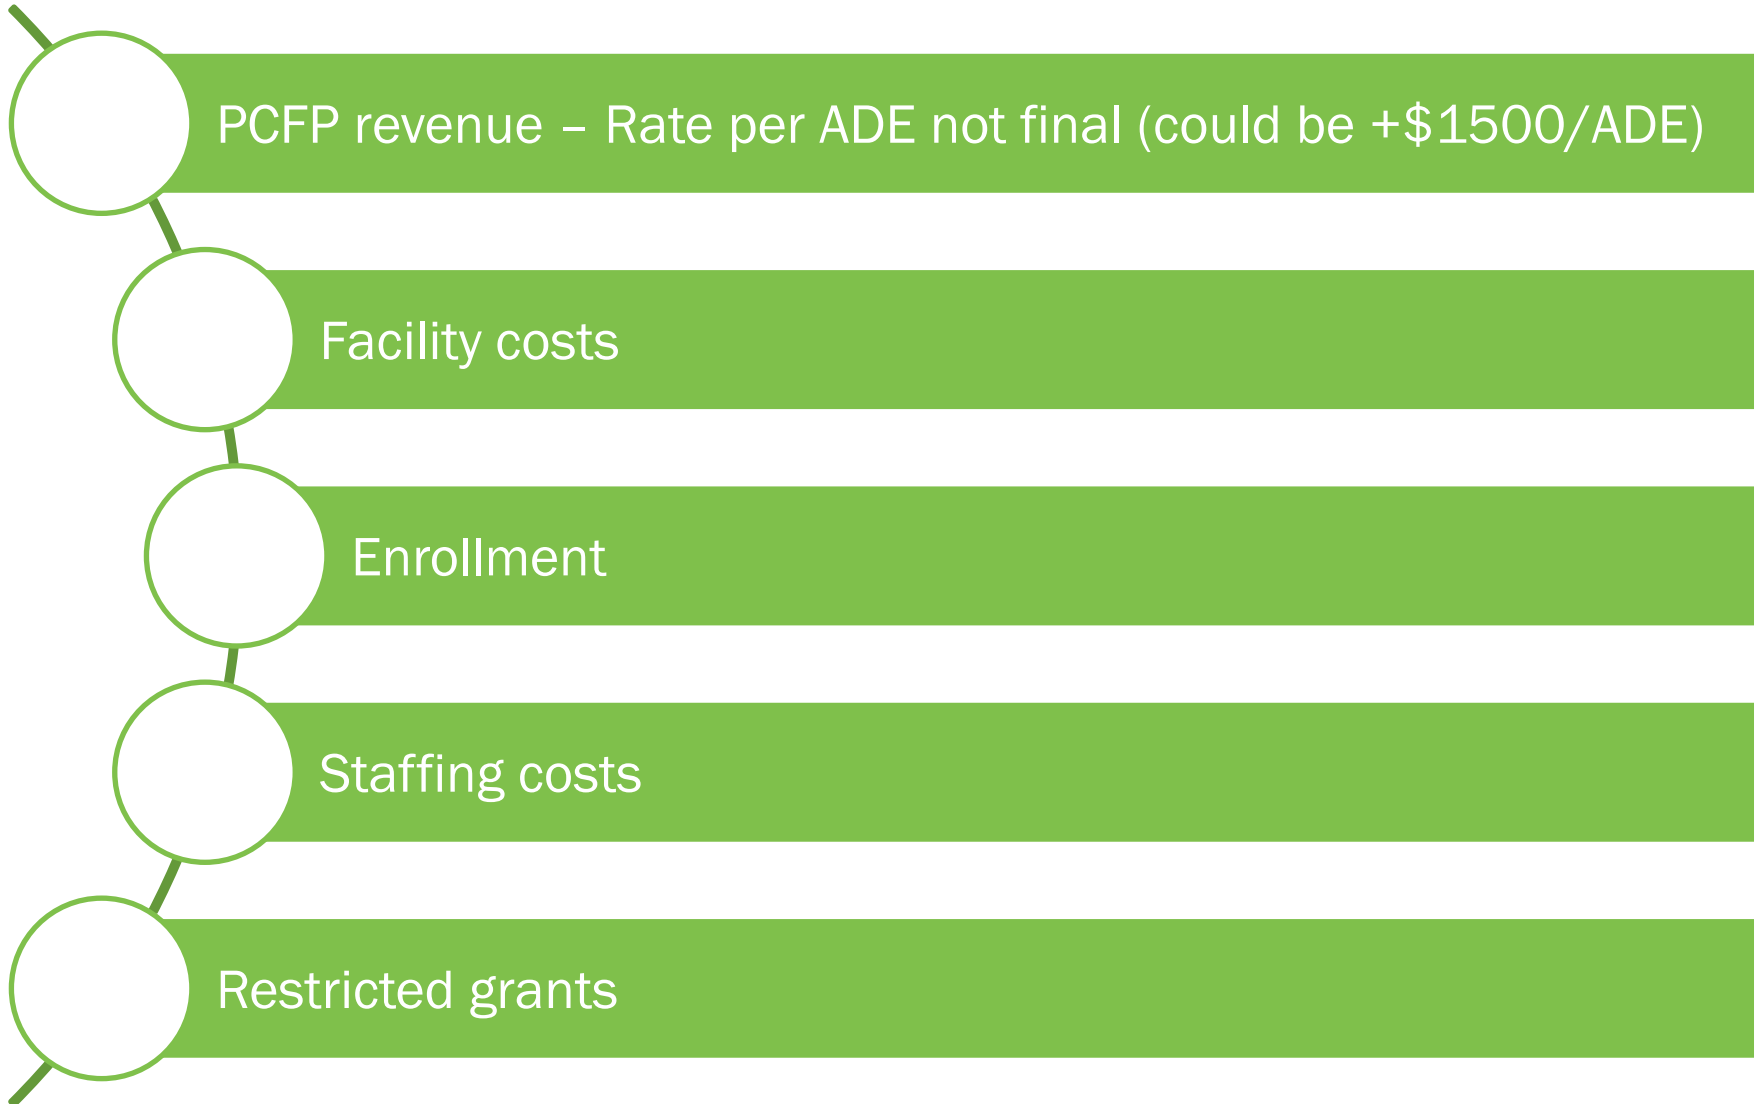 PCFP revenue – Rate per ADE not final (could be +$1500/ADE)
Facility costs
Enrollment
Staffing costs
Restricted grants